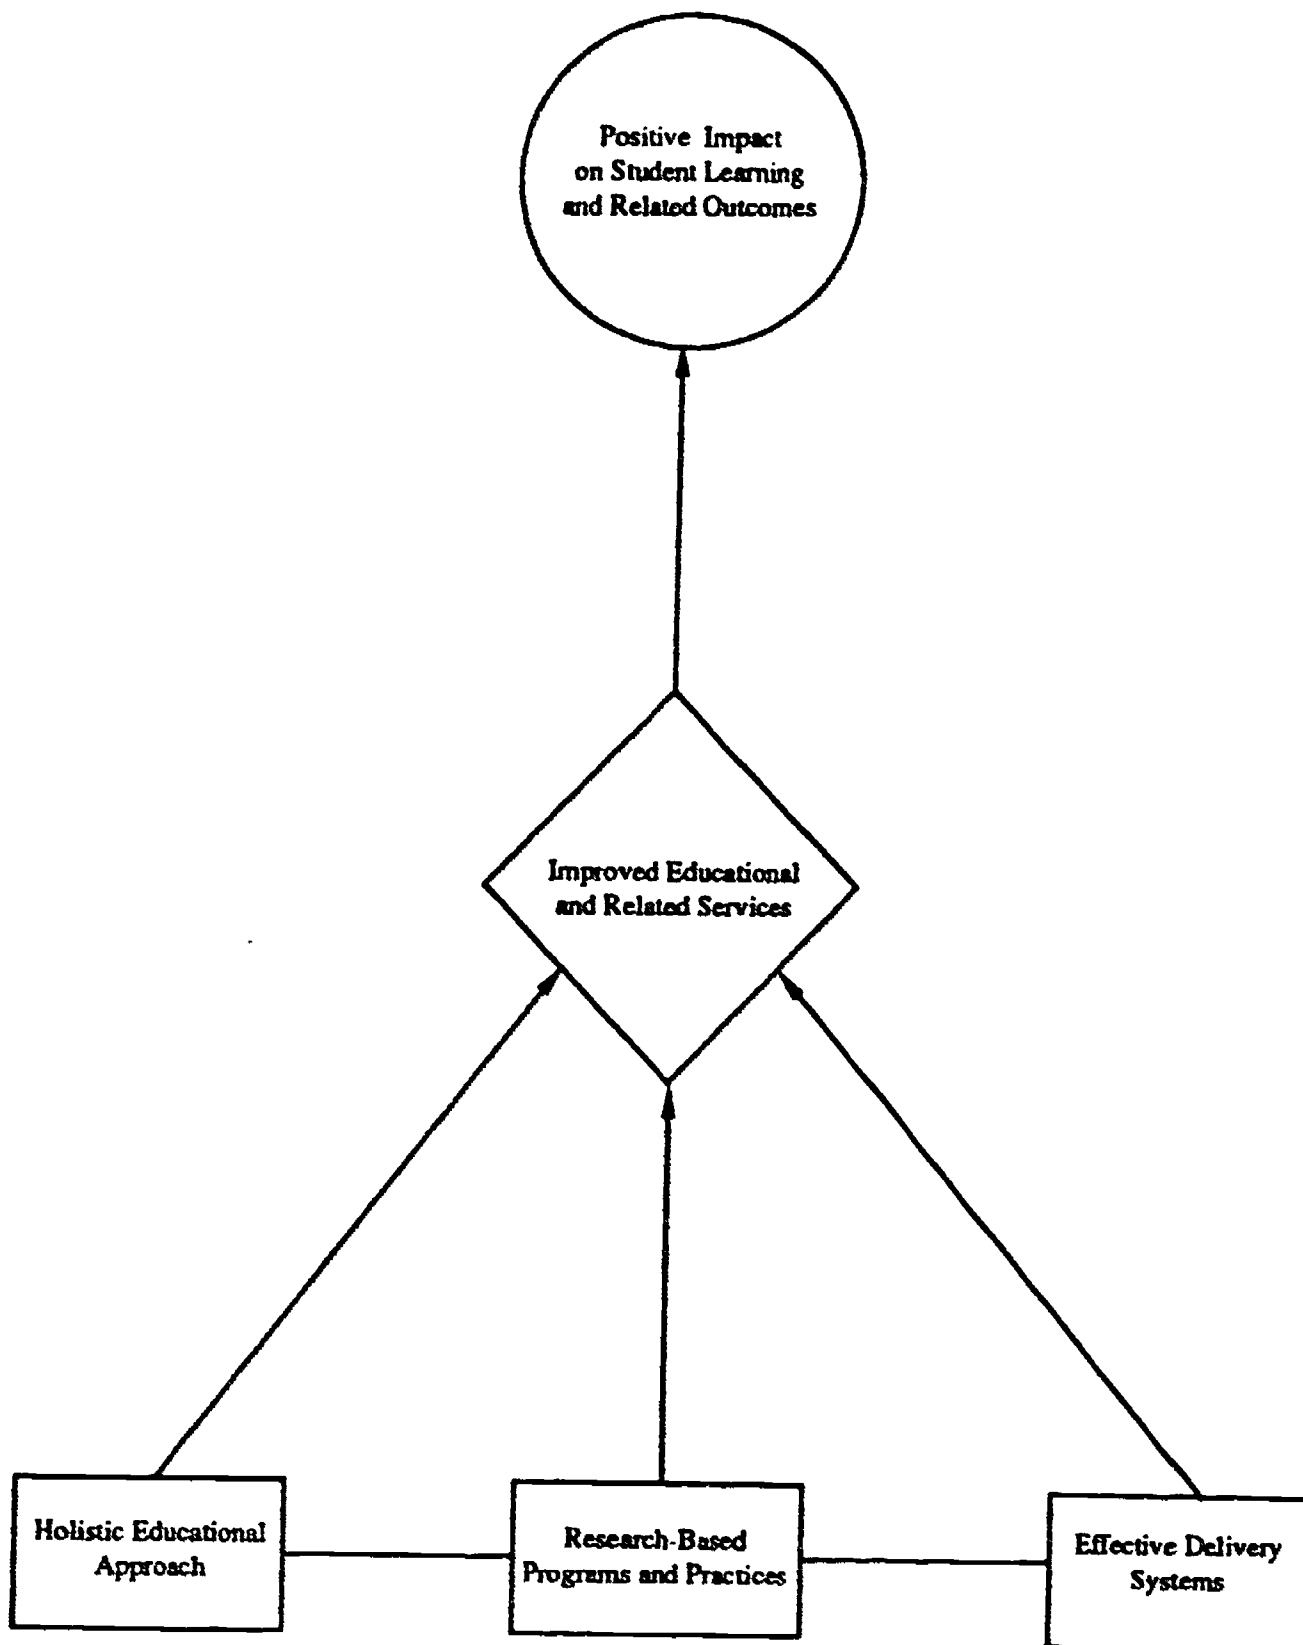 Positive Impact
on Student Learning
and Related Outcomes
Improved Educational
and Related Services
Holistic Educational
Approach
Research-Based
Programs and Practices
Effective Delivery
Systems